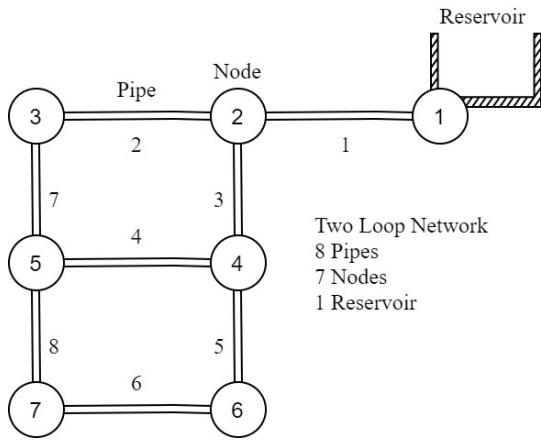 Reservoir
Node
Pipe
3
2
1
2
1
7
3
Two Loop Network
8 Pipes
7 Nodes
1 Reservoir
4
5
4
8
5
6
7
6